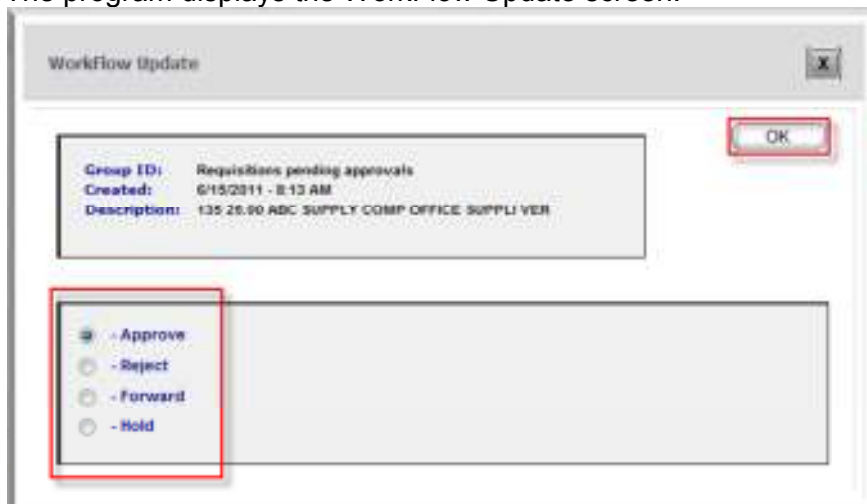 The program displays the WorkFlow Update screen.
WorkFlow Update
X
OK
Group ID: Requisitions pending approvals
Created: 6/15/2011 - 8:13 AM
Description: 135 26.00 ABC SUPPLY COMP OFFICE SUPPLI VER
- Approve
- Reject
- Forward
- Hold